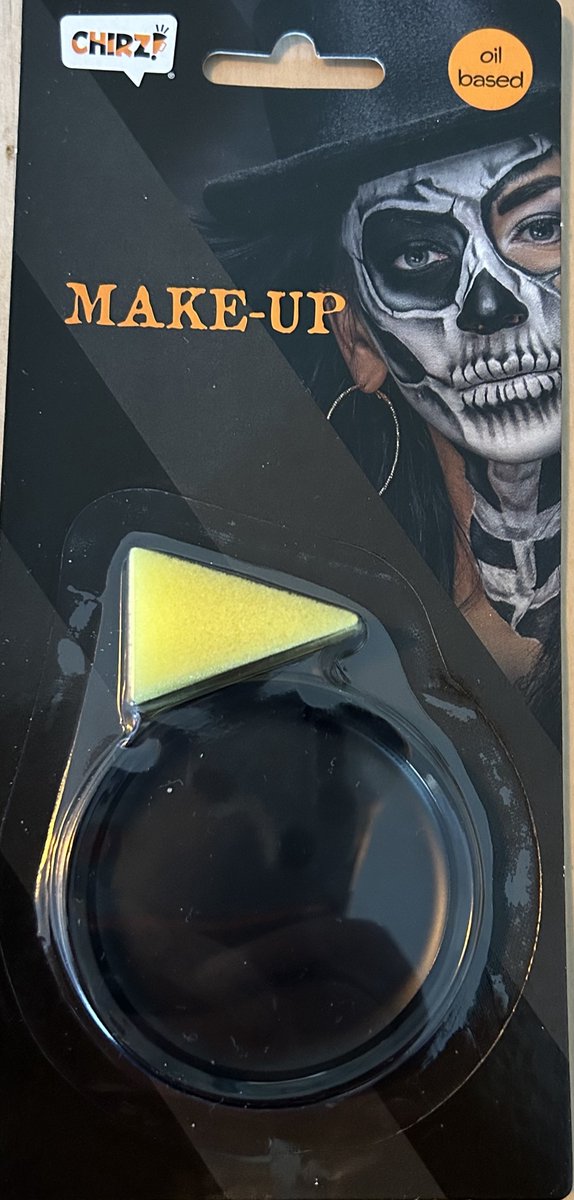 CHIRZ!
oil
based
MAKE-UP